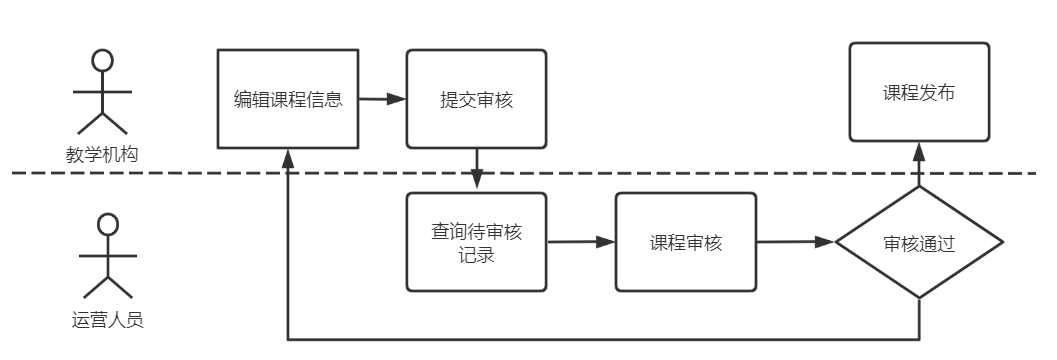 编辑课程信息
提交审核
课程发布
教学机构
查询待审核
记录
课程审核
审核通过
运营人员